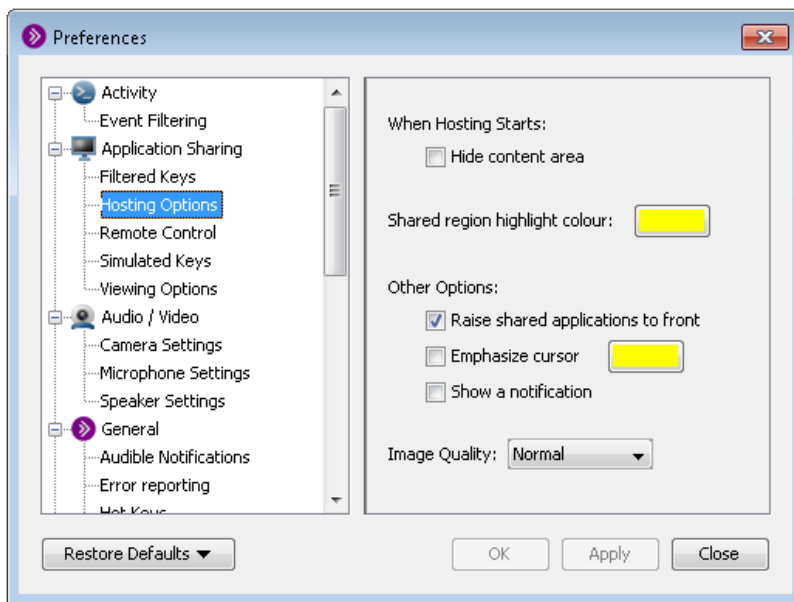 Preferences
Activity
Event Filtering
Application Sharing
Filtered Keys
Hosting Options
Remote Control
Simulated Keys
Viewing Options
Audio / Video
Camera Settings
Microphone Settings
Speaker Settings
General
Audible Notifications
Error reporting
Hot Keys
When Hosting Starts:
Hide content area
Shared region highlight colour:
Other Options:
Raise shared applications to front
Emphasize cursor
Show a notification
Image Quality: Normal
Restore Defaults
OK Apply Close